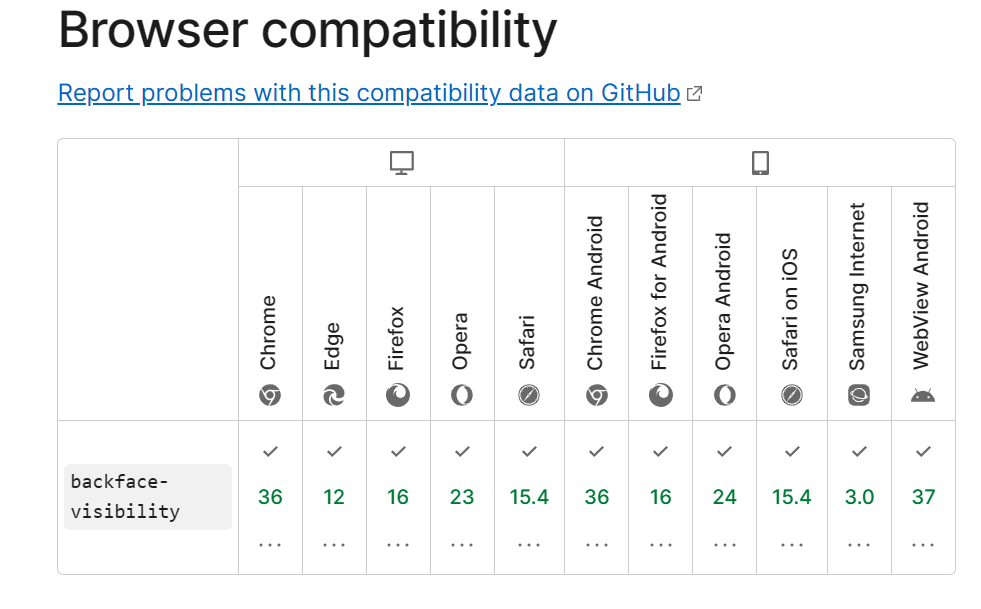 Browser compatibility
Report problems with this compatibility data on GitHub
Chrome
Edge
Firefox
Opera
Safari
Chrome Android
Firefox for Android
Opera Android
Safari on iOS
Samsung Internet
WebView Android
backface-
visibility
36 12 16 23 15.4 36 16 24 15.4 3.0 37
... ... ... ... ... ... ... ... ... ... ...